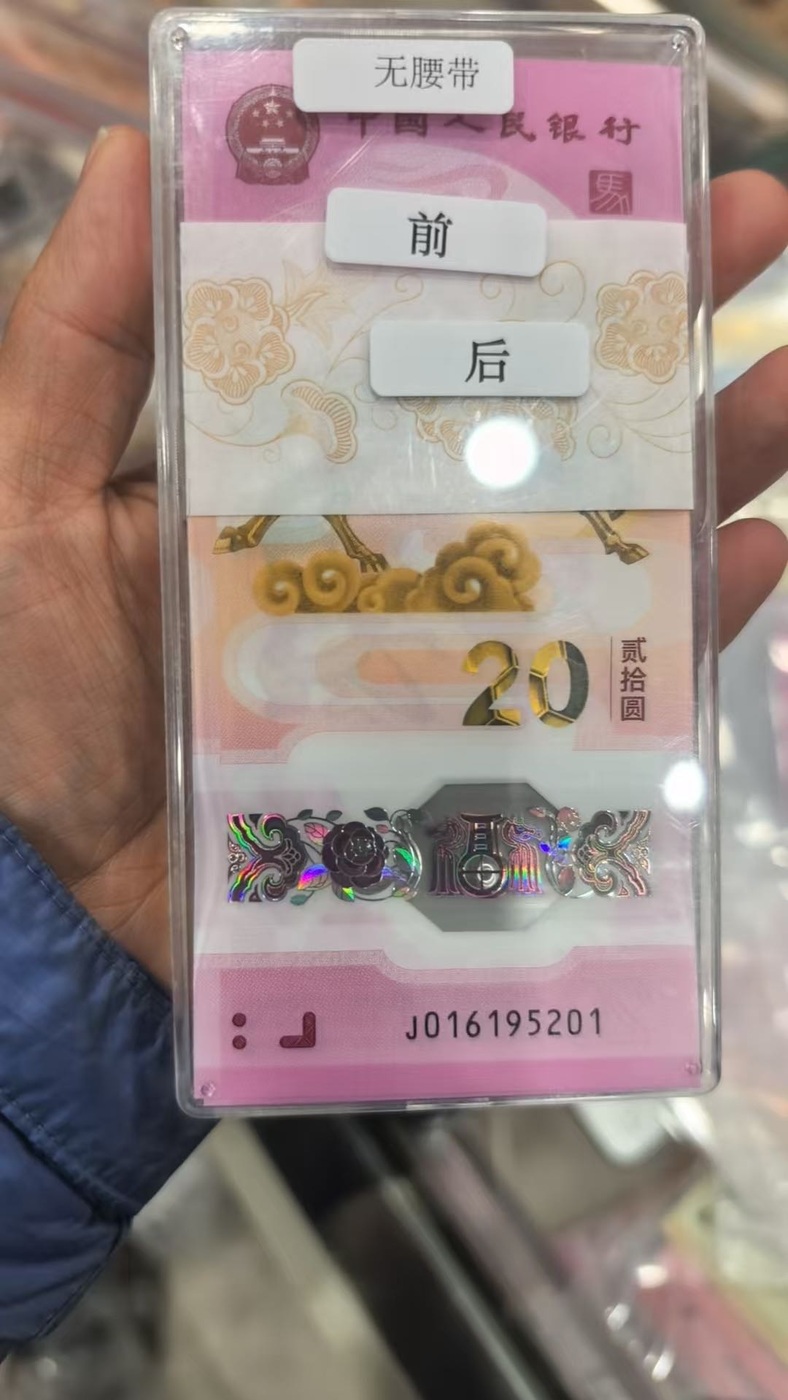 无腰带
中国人民银行
馬
前
后
20
贰拾圆
J016195201